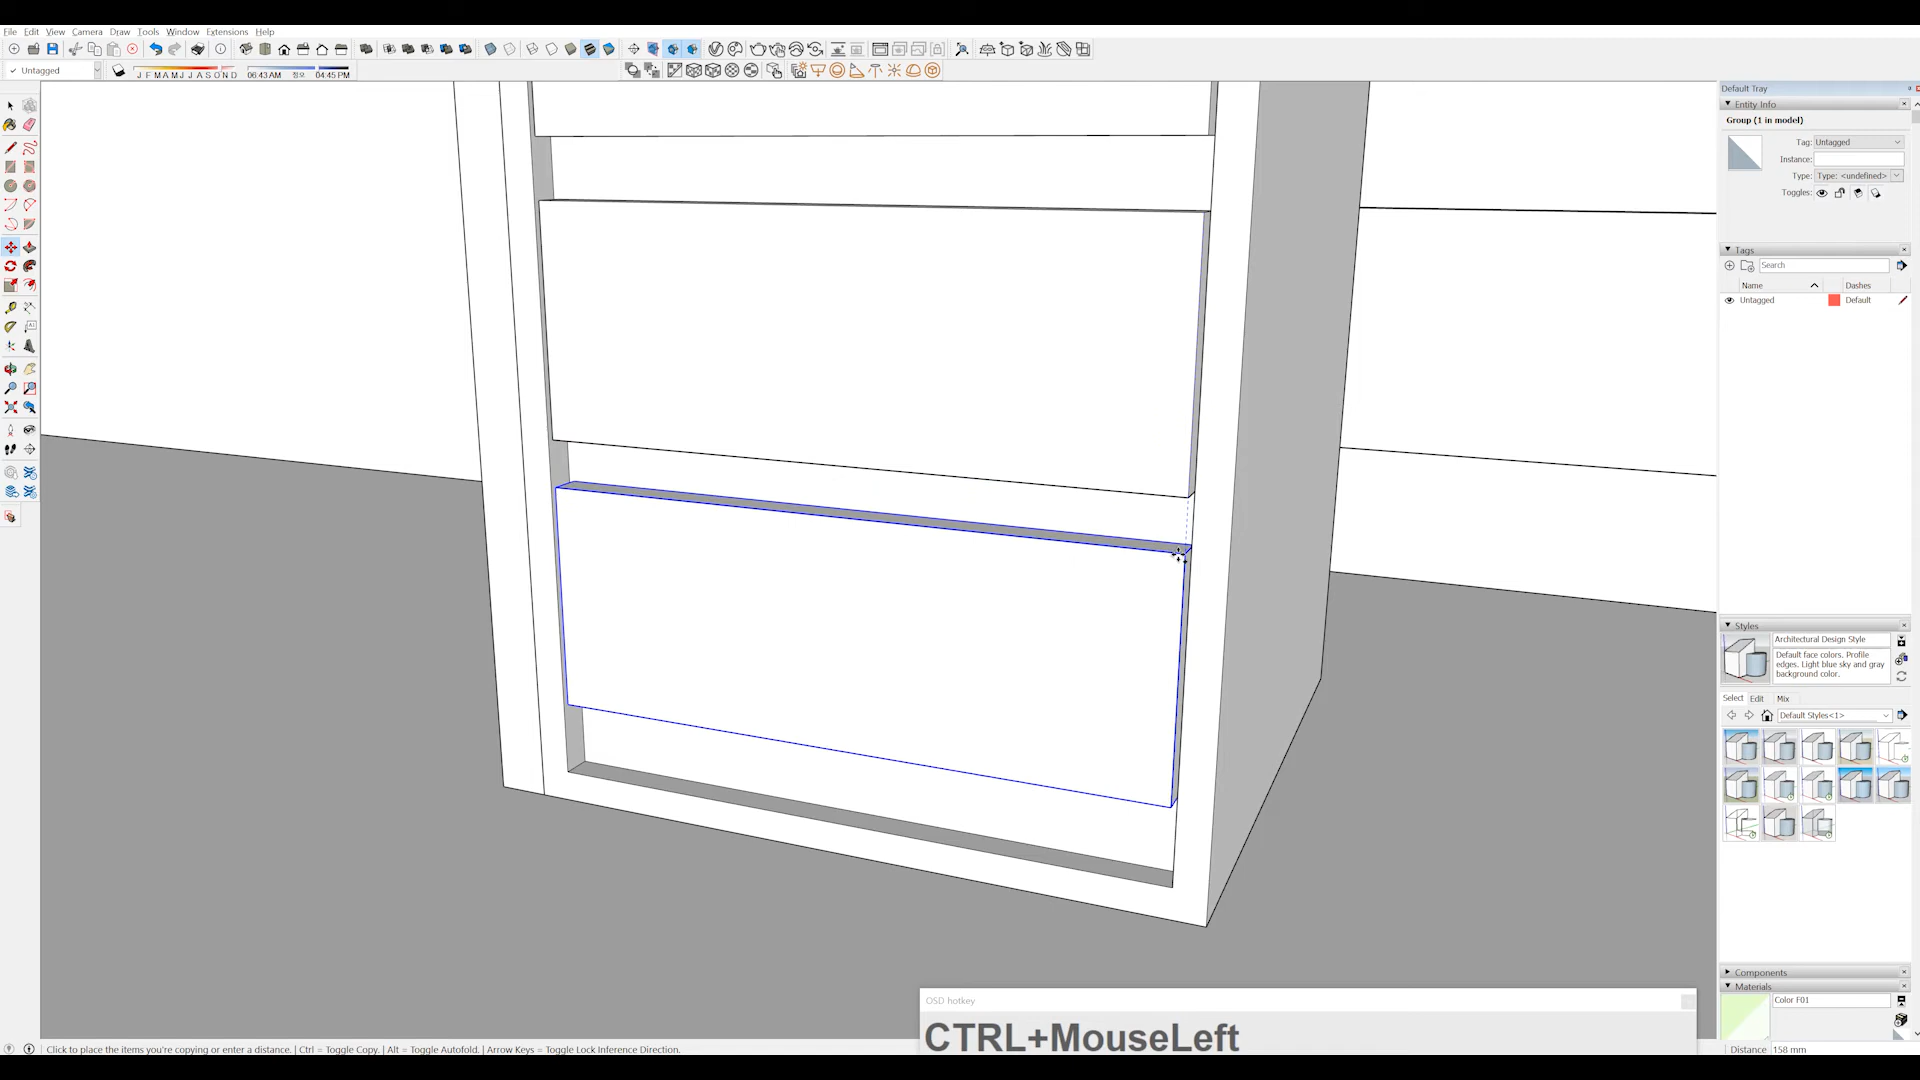 File Edit View Camera Draw Tools Window Extensions Help
Untagged
J F M A M J J A S O N D 06:43 AM 정오 04:45 PM
Default Tray
Entity Info
Group (1 in model)
Tag: Untagged
Instance:
Type: Type: <undefined>
Toggles:
Tags
Search
Name Dashes
Untagged Default
Styles
Architectural Design Style
Default face colors. Profile
edges. Light blue sky and gray
background color.
Select Edit Mix
Default Styles<1>
Components
Materials
Color F01
OSD hotkey
CTRL+MouseLeft
Click to place the items you're copying or enter a distance. | Ctrl = Toggle Copy. | Alt = Toggle Autofold. | Arrow Keys = Toggle Lock Inference Direction.
Distance 158 mm